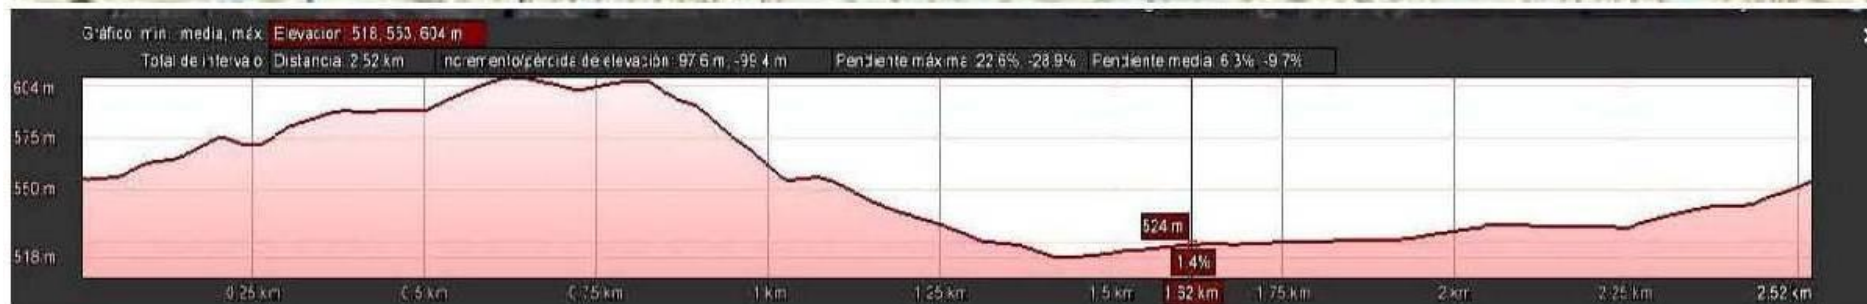 Gráfico mín. media, máx Elevación 518, 553, 604 m
Total de intervalo Distancia 2.52 km Incremento/pérdida de elevación 97.6 m, -99.4 m Pendiente máxima 22.6%, -28.9% Pendiente media 6.3% -9.7%
604 m
575 m
550 m
524 m
518 m
1.4%
0.25 km 0.5 km 0.75 km 1 km 1.25 km 1.5 km 1.62 km 1.75 km 2 km 2.25 km 2.52 km